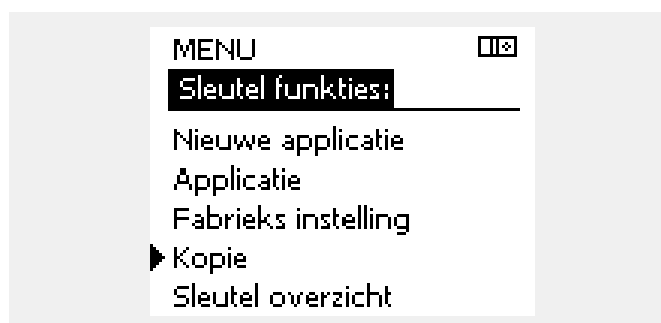 MENU
Sleutel funkties:
Nieuwe applicatie
Applicatie
Fabrieks instelling
Kopie
Sleutel overzicht